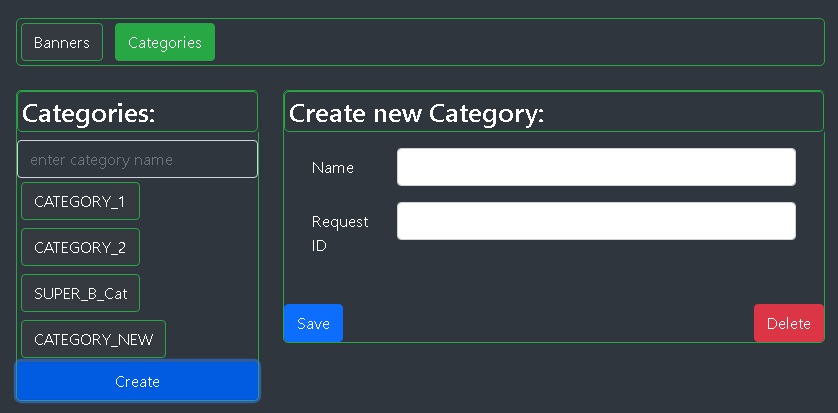 Banners Categories
Categories:
enter category name
CATEGORY_1
CATEGORY_2
SUPER_B_Cat
CATEGORY_NEW
Create
Create new Category:
Name
Request
ID
Save Delete